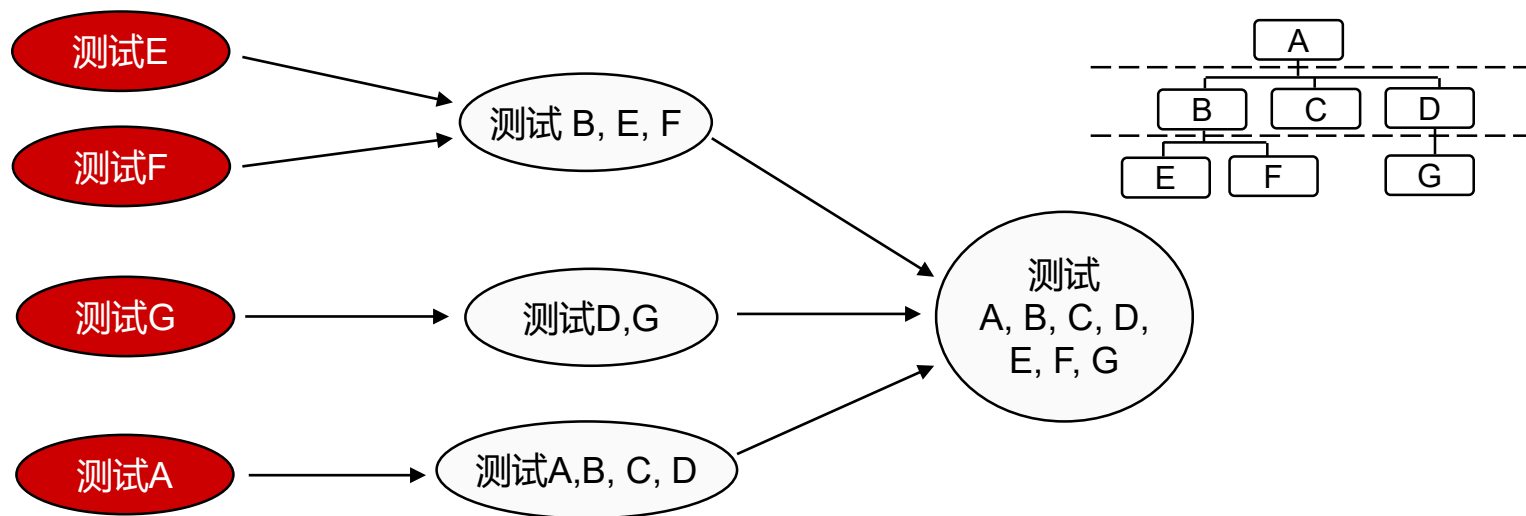 测试E
测试F
测试G
测试A
测试 B, E, F
测试D,G
测试A,B, C, D
测试
A, B, C, D,
E, F, G
A
B
C
D
E
F
G